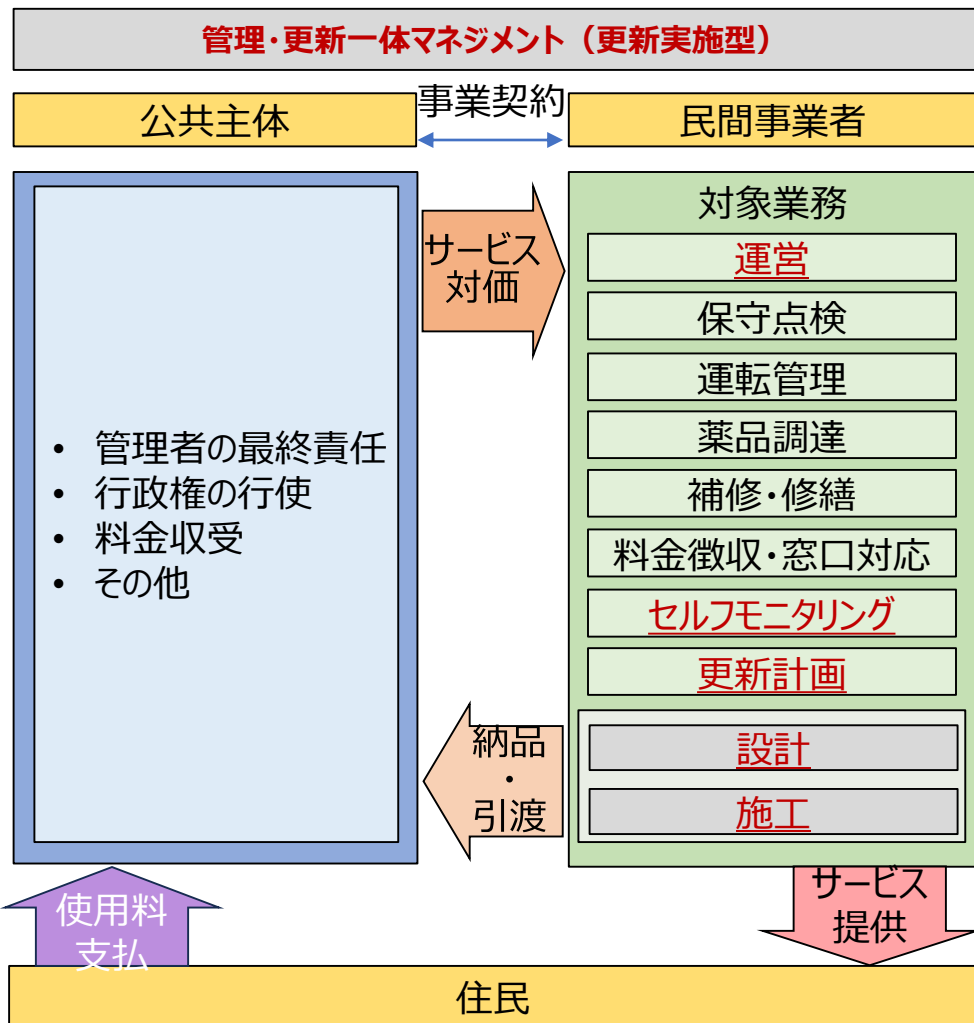 管理・更新一体マネジメント（更新実施型）
公共主体
事業契約
民間事業者
• 管理者の最終責任
• 行政権の行使
• 料金収受
• その他
サービス
対価
納品
・
引渡
対象業務
運営
保守点検
運転管理
薬品調達
補修・修繕
料金徴収・窓口対応
セルフモニタリング
更新計画
設計
施工
使用料
支払
サービス
提供
住民